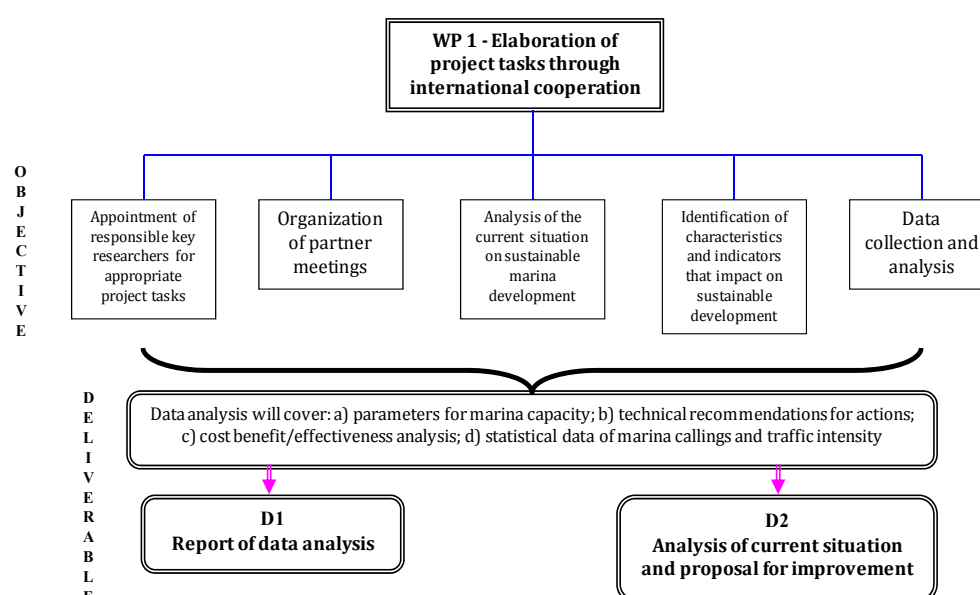 WP 1 - Elaboration of
project tasks through
international cooperation
O
B
J
E
C
T
I
V
E
Appointment of
responsible key
researchers for
appropriate
project tasks
Organization
of partner
meetings
Analysis of the
current situation
on sustainable
marina
development
Identification of
characteristics
and indicators
that impact on
sustainable
development
Data
collection and
analysis
D
E
L
I
V
E
R
A
B
L
E
Data analysis will cover: a) parameters for marina capacity; b) technical recommendations for actions;
c) cost benefit/effectiveness analysis; d) statistical data of marina callings and traffic intensity
D1
Report of data analysis
D2
Analysis of current situation
and proposal for improvement